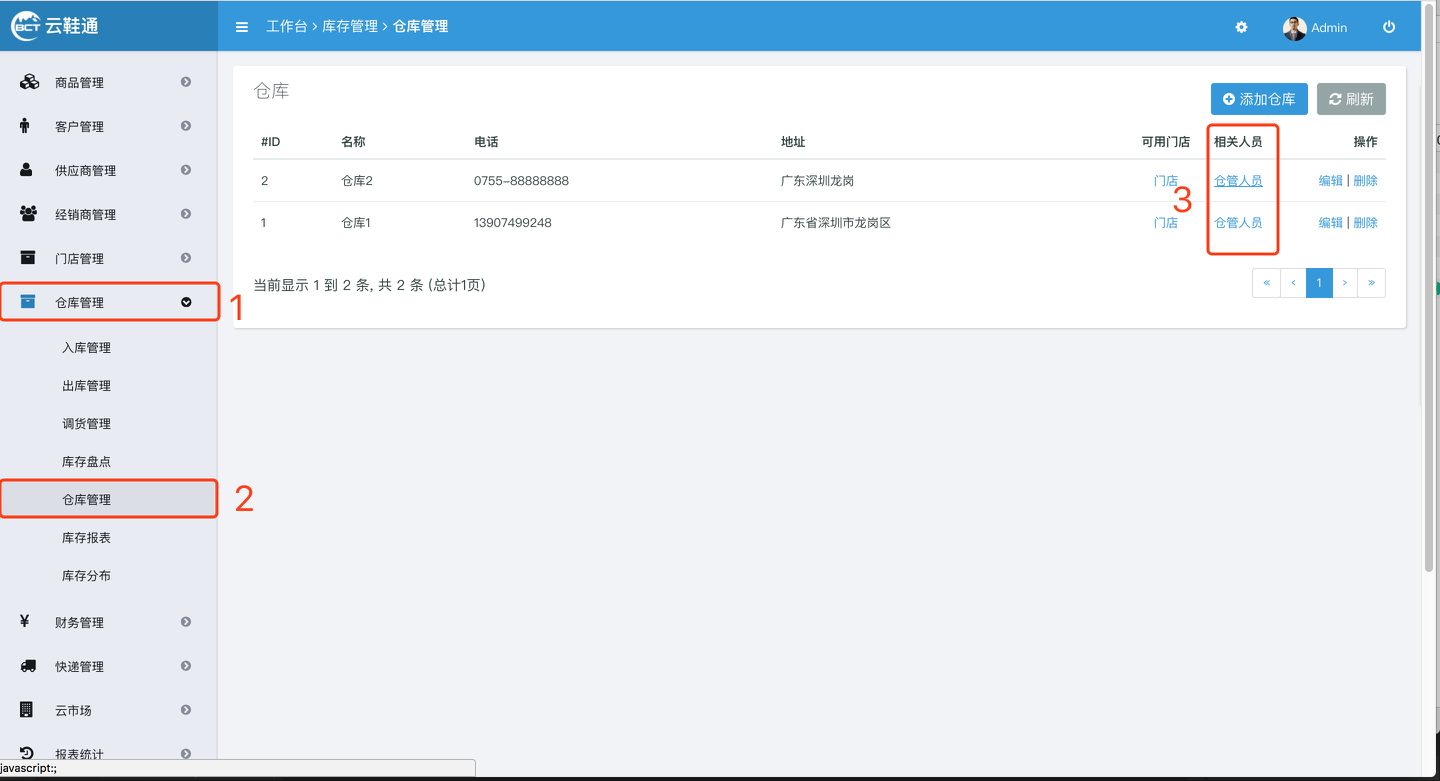 BCT 云鞋通
工作台 > 库存管理 > 仓库管理
Admin
商品管理
客户管理
供应商管理
经销商管理
门店管理
仓库管理
1
入库管理
出库管理
调货管理
库存盘点
仓库管理
2
库存报表
库存分布
¥ 财务管理
快递管理
云市场
报表统计
javascript:;
仓库
添加仓库 刷新
#ID 名称 电话 地址 可用门店 相关人员 操作
2 仓库2 0755-88888888 广东深圳龙岗 门店 仓管人员 编辑 | 删除
3
1 仓库1 13907499248 广东省深圳市龙岗区 门店 仓管人员 编辑 | 删除
当前显示 1 到 2 条, 共 2 条 (总计1页)
« ‹ 1 › »